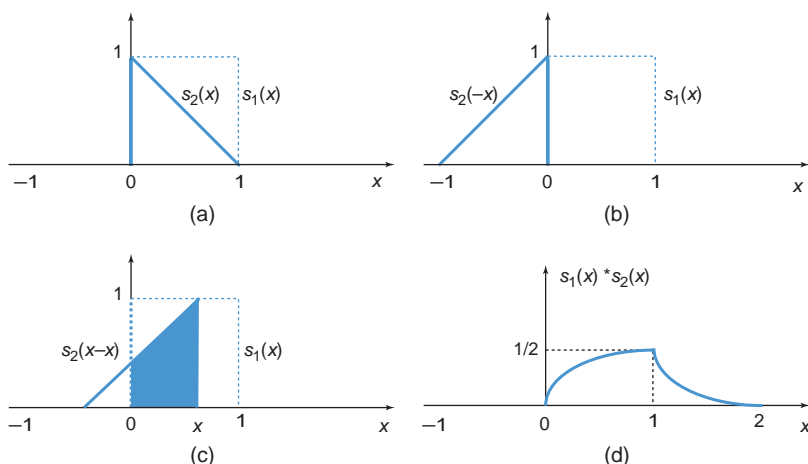 1
s2(x)
s1(x)
−1
0
1
x
(a)
1
s2(−x)
s1(x)
−1
0
1
x
(b)
1
s2(x−x)
s1(x)
−1
0
x
1
x
(c)
s1(x) *s2(x)
1/2
−1
0
1
2
x
(d)